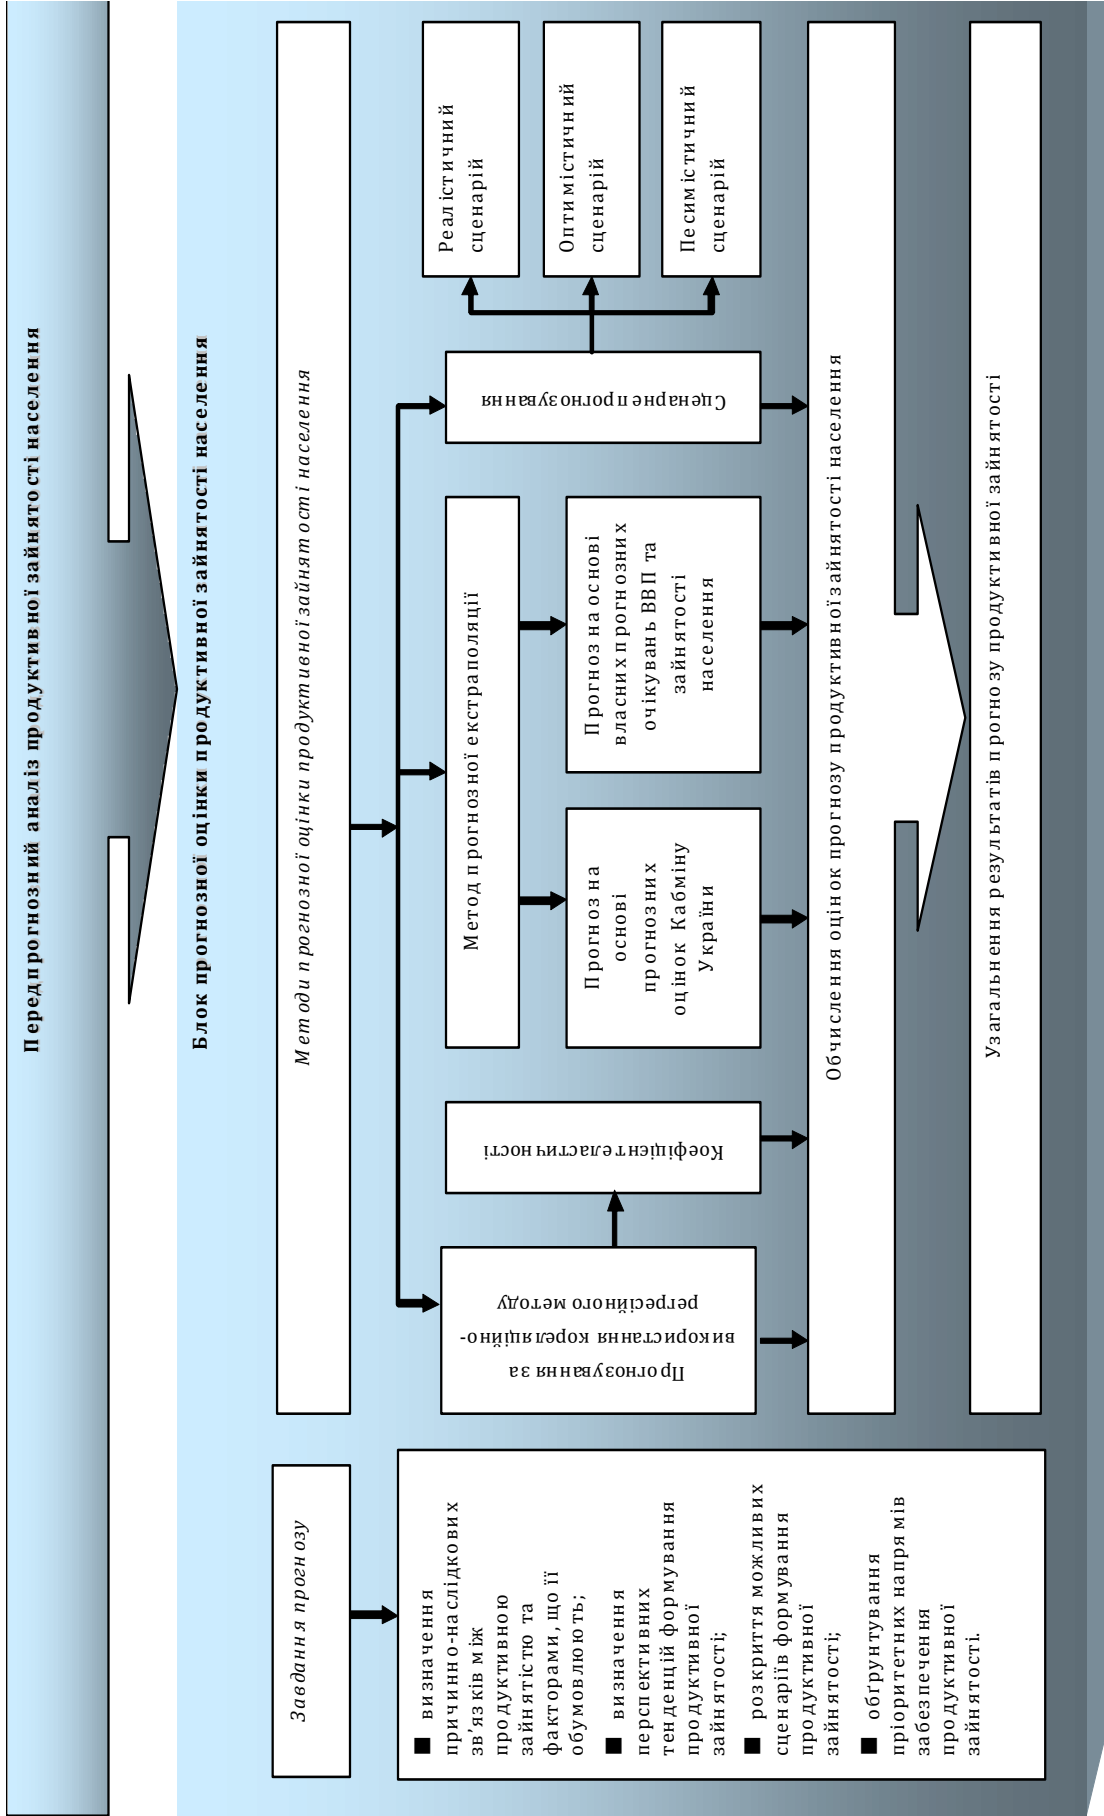 Передпрогнозний аналіз продуктивної зайнятості населення
Блок прогнозної оцінки продуктивної зайнятості населення
Завдання прогнозу
■ визначення
причинно-наслідкових
зв’язків між
продуктивною
зайнятістю та
факторами, що її
обумовлюють;
■ визначення
перспективних
тенденцій формування
продуктивної
зайнятості;
■ розкриття можливих
сценаріїв формування
продуктивної
зайнятості;
■ обґрунтування
пріоритетних напрямів
забезпечення
продуктивної
зайнятості.
Методи прогнозної оцінки продуктивної зайнятості населення
Прогнозування за
використання кореляційно-
регресійного методу
Коефіцієнт еластичності
Метод прогнозної екстраполяції
Прогноз на
основі
прогнозних
оцінок Кабміну
України
Прогноз на основі
власних прогнозних
очікувань ВВП та
зайнятості
населення
Сценарне прогнозування
Реалістичний
сценарій
Оптимістичний
сценарій
Песимістичний
сценарій
Обчислення оцінок прогнозу продуктивної зайнятості населення
Узагальнення результатів прогнозу продуктивної зайнятості